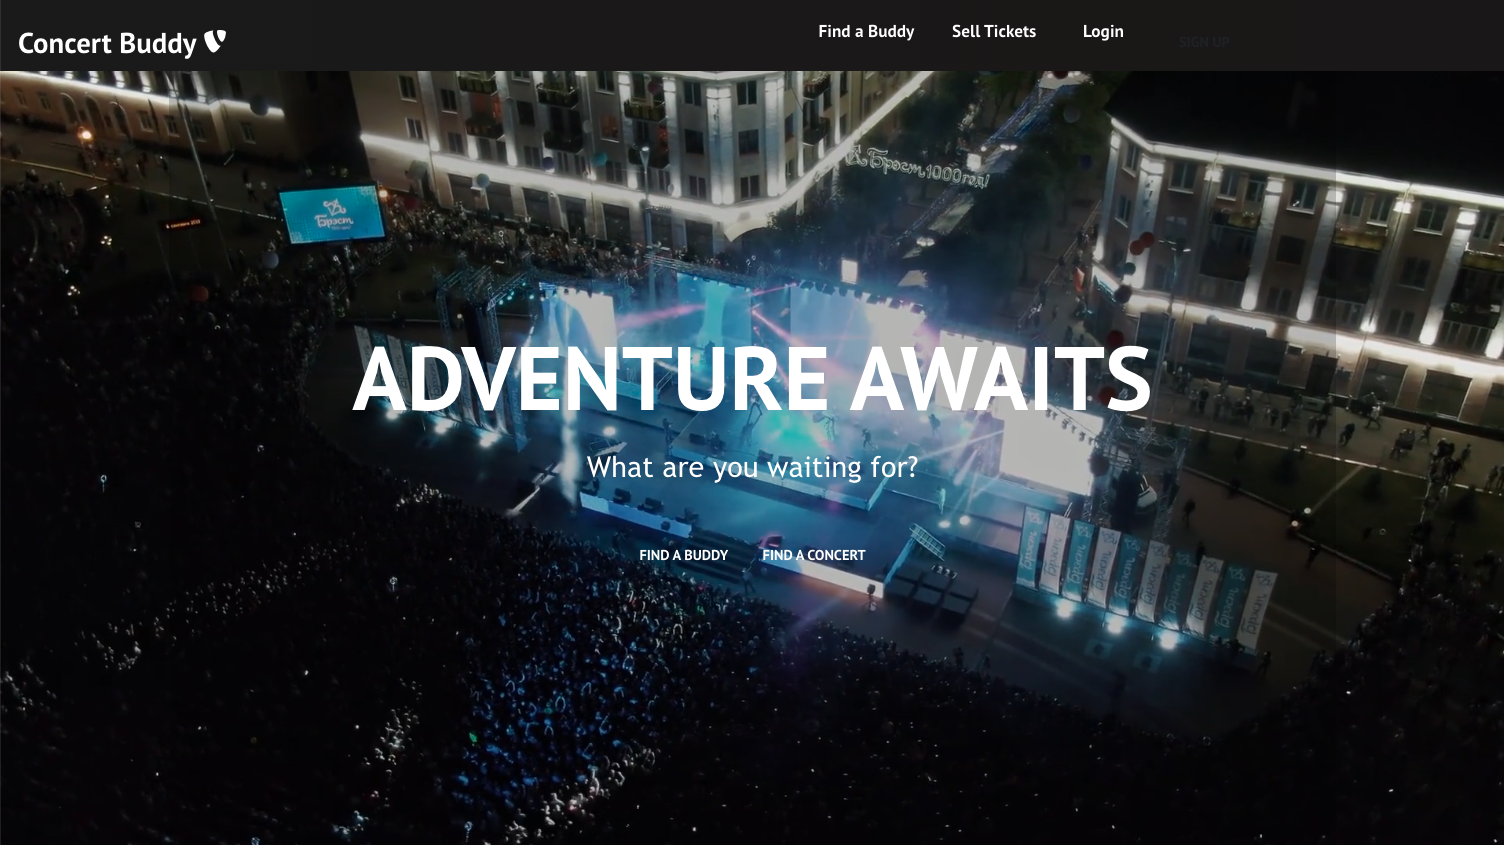 Concert Buddy
Find a Buddy
Sell Tickets
Login
SIGN UP
А Брэст 1000 год!
Брэст
ADVENTURE AWAITS
What are you waiting for?
FIND A BUDDY
FIND A CONCERT
Брэст
Брэст
Брэст
Брэст
Брэст
Брэст
Брэст
Брэст
Брэст